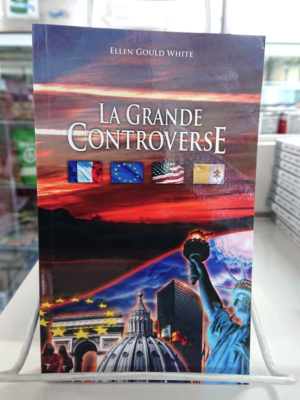 ELLEN GOULD WHITE
LA GRANDE
CONTROVERSE